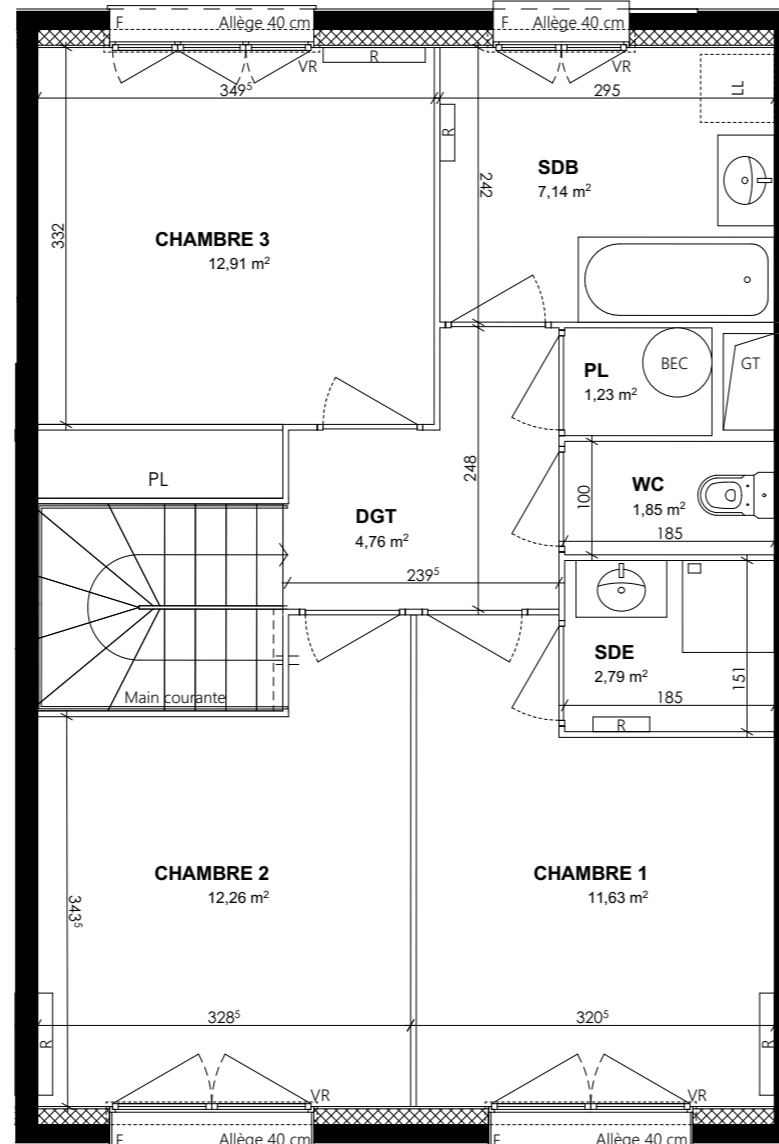 F Allège 40 cm
F Allège 40 cm
VR
R
VR
349⁵
295
LL
R
SDB
7,14 m²
242
332
CHAMBRE 3
12,91 m²
PL
1,23 m²
BEC
GT
PL
248
100
WC
1,85 m²
185
DGT
4,76 m²
239⁵
SDE
2,79 m²
151
185
R
Main courante
CHAMBRE 2
12,26 m²
CHAMBRE 1
11,63 m²
343⁵
328⁵
320⁵
R
R
VR
VR
F Allège 40 cm
F Allège 40 cm